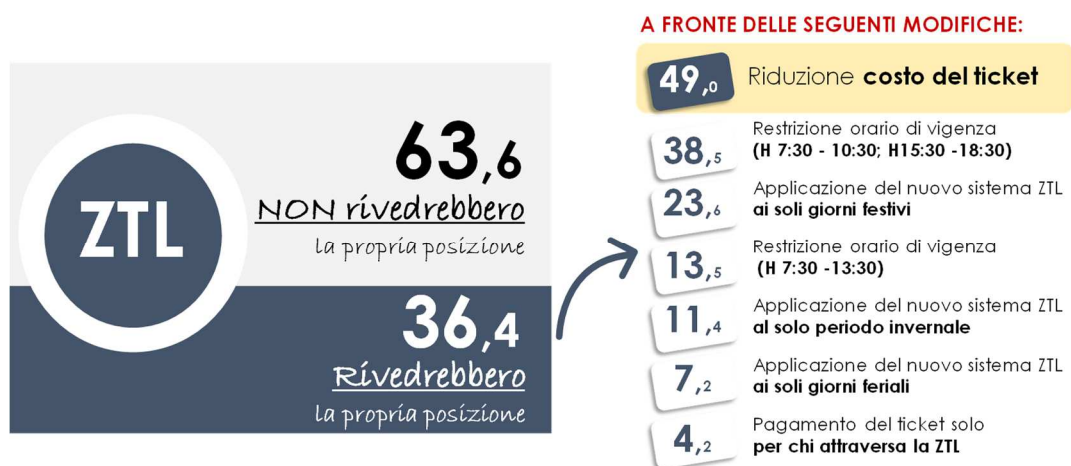 ZTL
63,6
NON rivedrebbero
la propria posizione
36,4
Rivedrebbero
la propria posizione
A FRONTE DELLE SEGUENTI MODIFICHE:
49,0 Riduzione costo del ticket
38,5 Restrizione orario di vigenza
(H 7:30 - 10:30; H15:30 -18:30)
23,6 Applicazione del nuovo sistema ZTL
ai soli giorni festivi
13,5 Restrizione orario di vigenza
(H 7:30 -13:30)
11,4 Applicazione del nuovo sistema ZTL
al solo periodo invernale
7,2 Applicazione del nuovo sistema ZTL
ai soli giorni feriali
4,2 Pagamento del ticket solo
per chi attraversa la ZTL